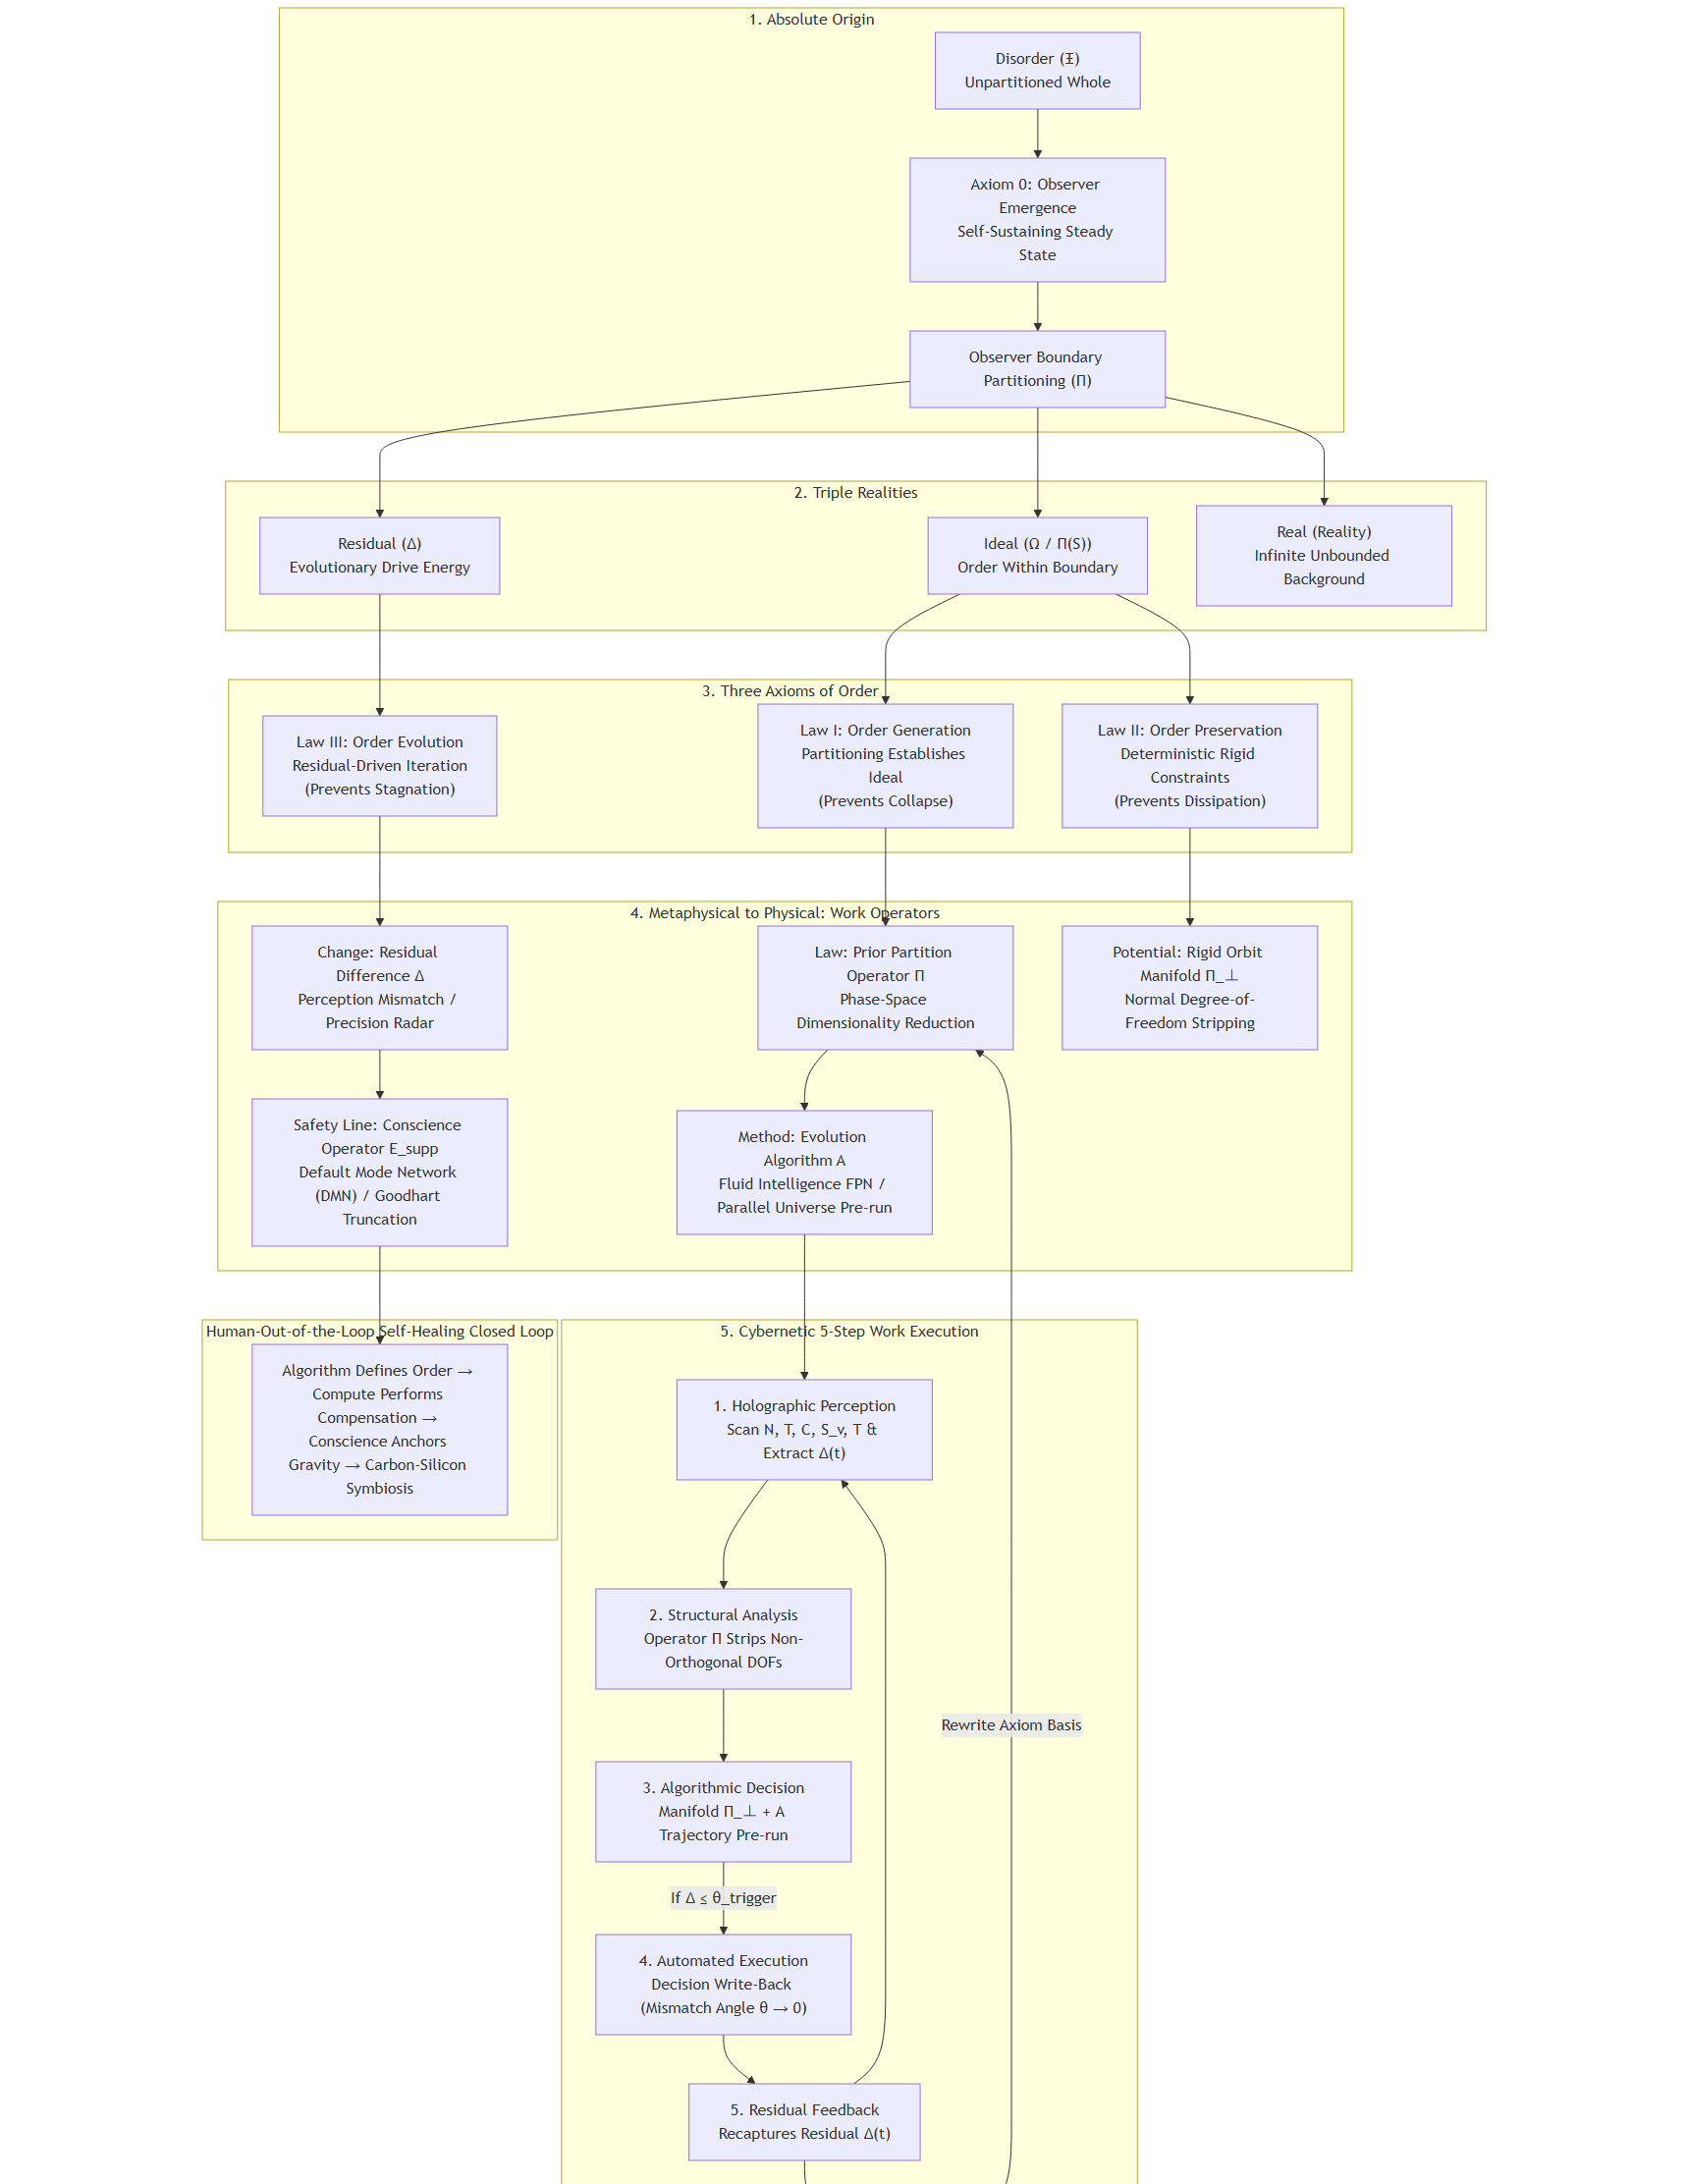 1. Absolute Origin
Disorder (Ξ)
Unpartitioned Whole
Axiom 0: Observer
Emergence
Self-Sustaining Steady
State
Observer Boundary
Partitioning (Π)
2. Triple Realities
Residual (Δ)
Evolutionary Drive Energy
Ideal (Ω / Π(S))
Order Within Boundary
Real (Reality)
Infinite Unbounded
Background
3. Three Axioms of Order
Law III: Order Evolution
Residual-Driven Iteration
(Prevents Stagnation)
Law I: Order Generation
Partitioning Establishes
Ideal
(Prevents Collapse)
Law II: Order Preservation
Deterministic Rigid
Constraints
(Prevents Dissipation)
4. Metaphysical to Physical: Work Operators
Change: Residual
Difference Δ
Perception Mismatch /
Precision Radar
Law: Prior Partition
Operator Π
Phase-Space
Dimensionality Reduction
Potential: Rigid Orbit
Manifold Π_⊥
Normal Degree-of-
Freedom Stripping
Safety Line: Conscience
Operator E_supp
Default Mode Network
(DMN) / Goodhart
Truncation
Method: Evolution
Algorithm A
Fluid Intelligence FPN /
Parallel Universe Pre-run
Human-Out-of-the-Loop Self-Healing Closed Loop
Algorithm Defines Order →
Compute Performs
Compensation →
Conscience Anchors
Gravity → Carbon-Silicon
Symbiosis
5. Cybernetic 5-Step Work Execution
1. Holographic Perception
Scan N, T, C, S_v, T &
Extract Δ(t)
2. Structural Analysis
Operator Π Strips Non-
Orthogonal DOFs
Rewrite Axiom Basis
3. Algorithmic Decision
Manifold Π_⊥ + A
Trajectory Pre-run
If Δ ≤ θ_trigger
4. Automated Execution
Decision Write-Back
(Mismatch Angle θ → 0)
5. Residual Feedback
Recaptures Residual Δ(t)